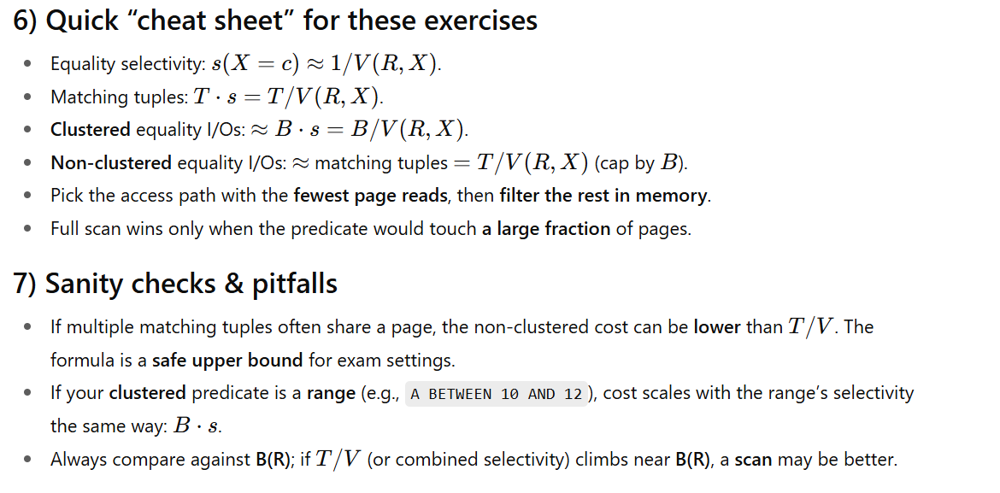 6) Quick “cheat sheet” for these exercises
• Equality selectivity: s(X = c) ≈ 1/V(R, X).
• Matching tuples: T · s = T/V(R, X).
• Clustered equality I/Os: ≈ B · s = B/V(R, X).
• Non-clustered equality I/Os: ≈ matching tuples = T/V(R, X) (cap by B).
• Pick the access path with the fewest page reads, then filter the rest in memory.
• Full scan wins only when the predicate would touch a large fraction of pages.
7) Sanity checks & pitfalls
• If multiple matching tuples often share a page, the non-clustered cost can be lower than T/V. The
formula is a safe upper bound for exam settings.
• If your clustered predicate is a range (e.g., A BETWEEN 10 AND 12), cost scales with the range’s selectivity
the same way: B · s.
• Always compare against B(R); if T/V (or combined selectivity) climbs near B(R), a scan may be better.